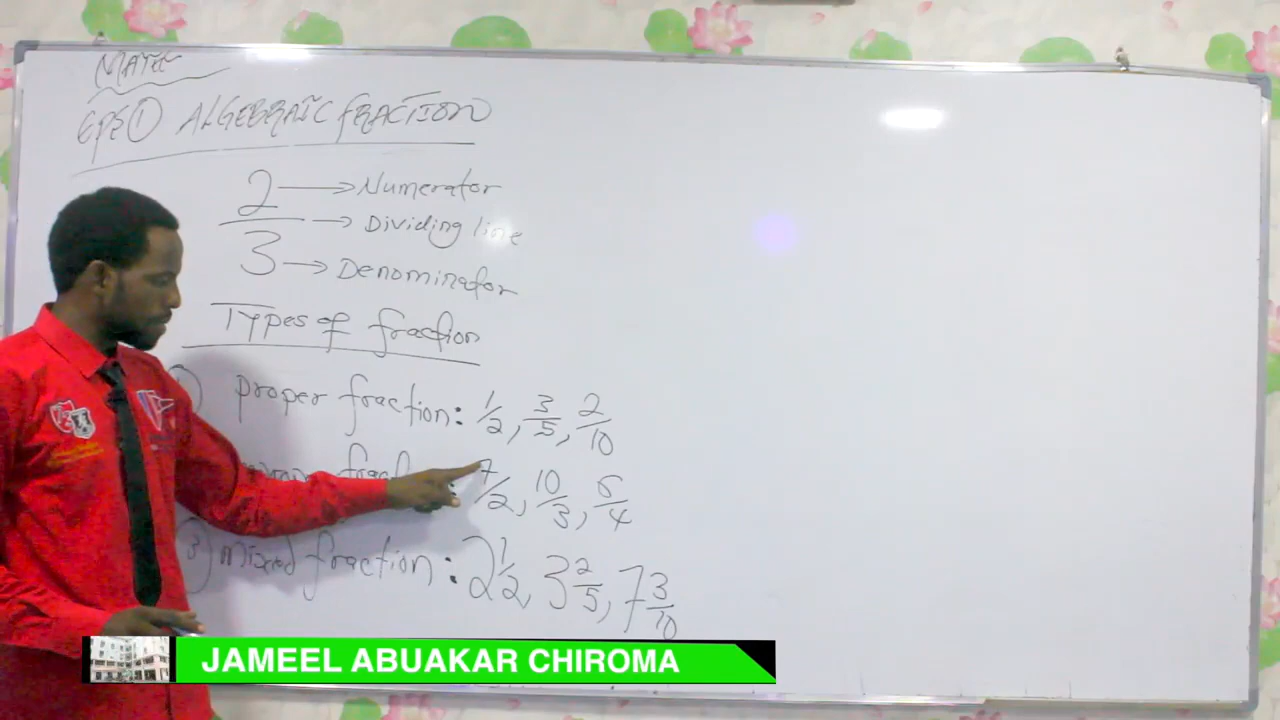 MATH
EPS ① ALGEBRAIC FRACTION
2 → Numerator
→ Dividing line
3 → Denominator
Types of fraction
proper fraction: 1/2, 3/5, 2/10
: 7/2, 10/3, 6/4
3) mixed fraction: 2 1/2, 3 2/5, 7 3/10
JAMEEL ABUAKAR CHIROMA